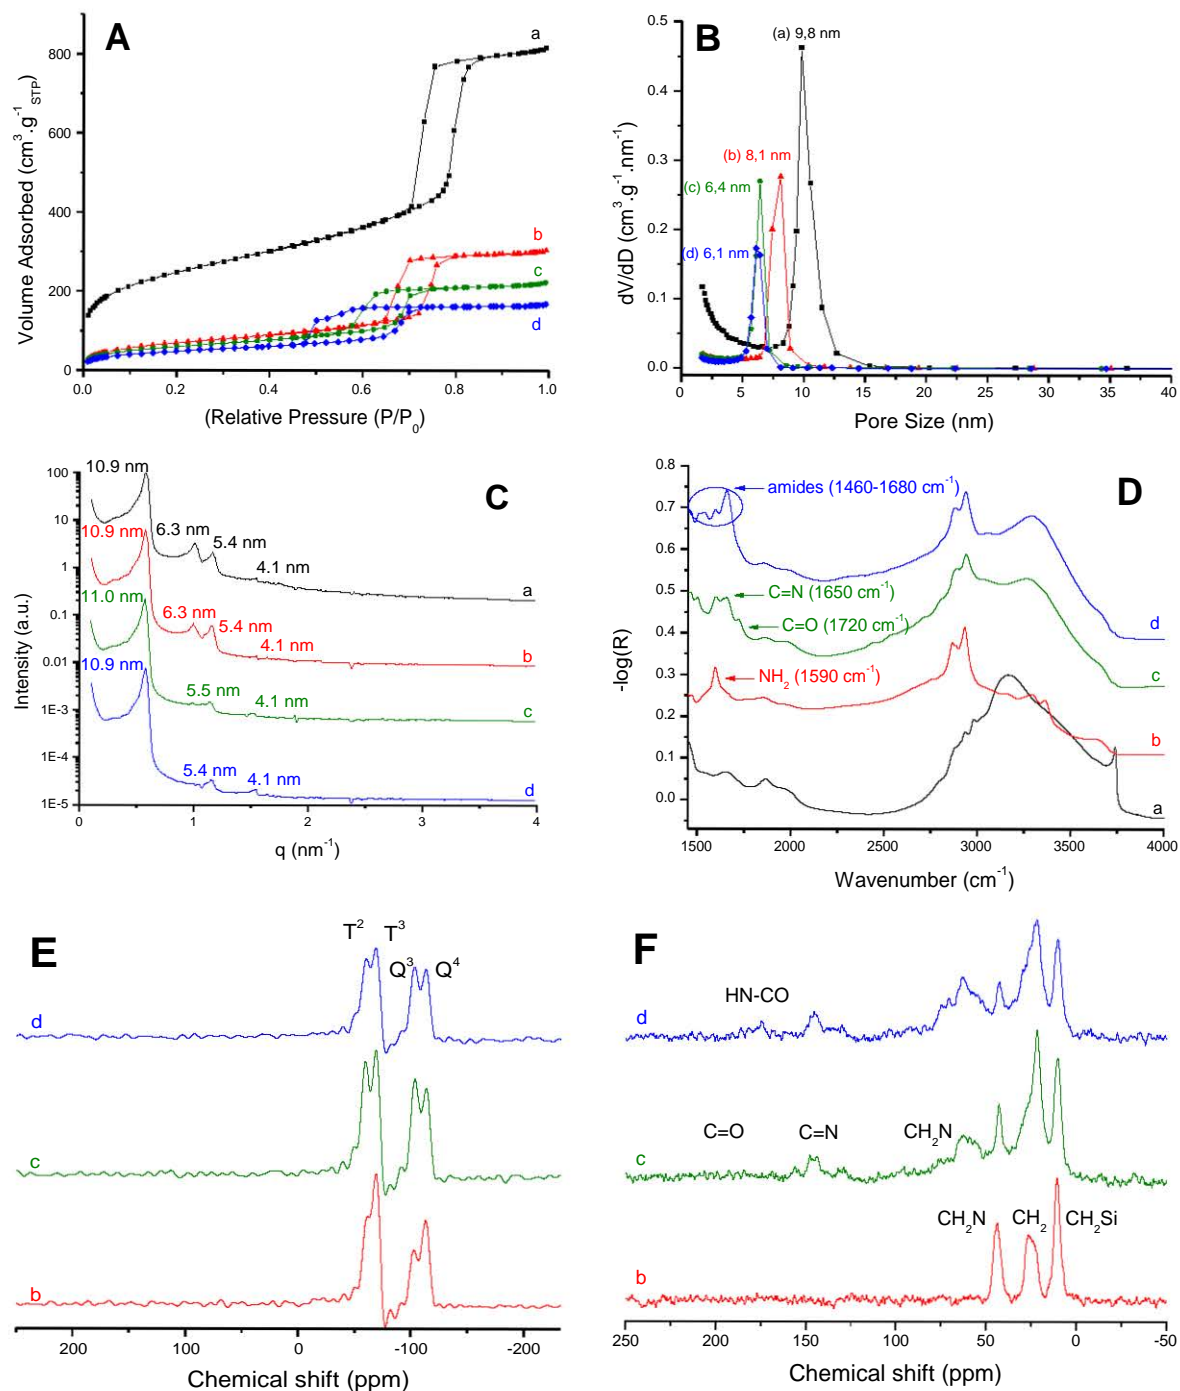 A
a
b
c
d
800
600
400
200
0
0.0
0.2
0.4
0.6
0.8
1.0
Volume Adsorbed (cm³.g⁻¹ STP)
(Relative Pressure (P/P₀)
B
(a) 9,8 nm
(b) 8,1 nm
(c) 6,4 nm
(d) 6,1 nm
0.5
0.4
0.3
0.2
0.1
0.0
0
5
10
15
20
25
30
35
40
dV/dD (cm³.g⁻¹.nm⁻¹)
Pore Size (nm)
C
10.9 nm
6.3 nm
5.4 nm
4.1 nm
a
10.9 nm
6.3 nm
5.4 nm
4.1 nm
b
11.0 nm
5.5 nm
4.1 nm
c
10.9 nm
5.4 nm
4.1 nm
d
100
10
1
0.1
0.01
1E-3
1E-4
1E-5
0
1
2
3
4
Intensity (a.u.)
q (nm⁻¹)
D
amides (1460-1680 cm⁻¹)
C=N (1650 cm⁻¹)
C=O (1720 cm⁻¹)
NH₂ (1590 cm⁻¹)
d
c
b
a
0.8
0.7
0.6
0.5
0.4
0.3
0.2
0.1
0.0
1500
2000
2500
3000
3500
4000
-log(R)
Wavenumber (cm⁻¹)
E
T²
T³
Q³
Q⁴
d
c
b
200
100
0
-100
-200
Chemical shift (ppm)
F
HN-CO
d
C=O
C=N
CH₂N
c
CH₂N
CH₂
CH₂Si
b
250
200
150
100
50
0
-50
Chemical shift (ppm)